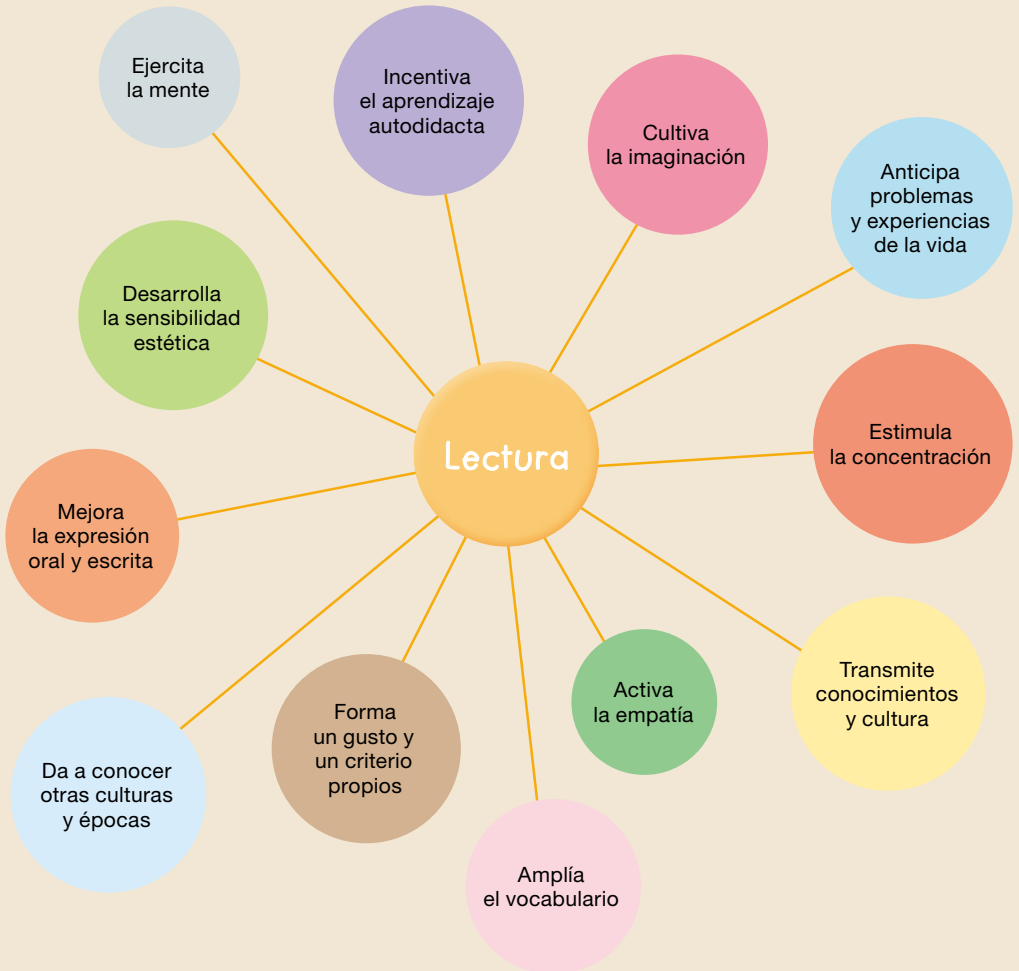 Ejercita
la mente
Incentiva
el aprendizaje
autodidacta
Cultiva
la imaginación
Anticipa
problemas
y experiencias
de la vida
Desarrolla
la sensibilidad
estética
Lectura
Estimula
la concentración
Mejora
la expresión
oral y escrita
Transmite
conocimientos
y cultura
Activa
la empatía
Forma
un gusto y
un criterio
propios
Da a conocer
otras culturas
y épocas
Amplía
el vocabulario